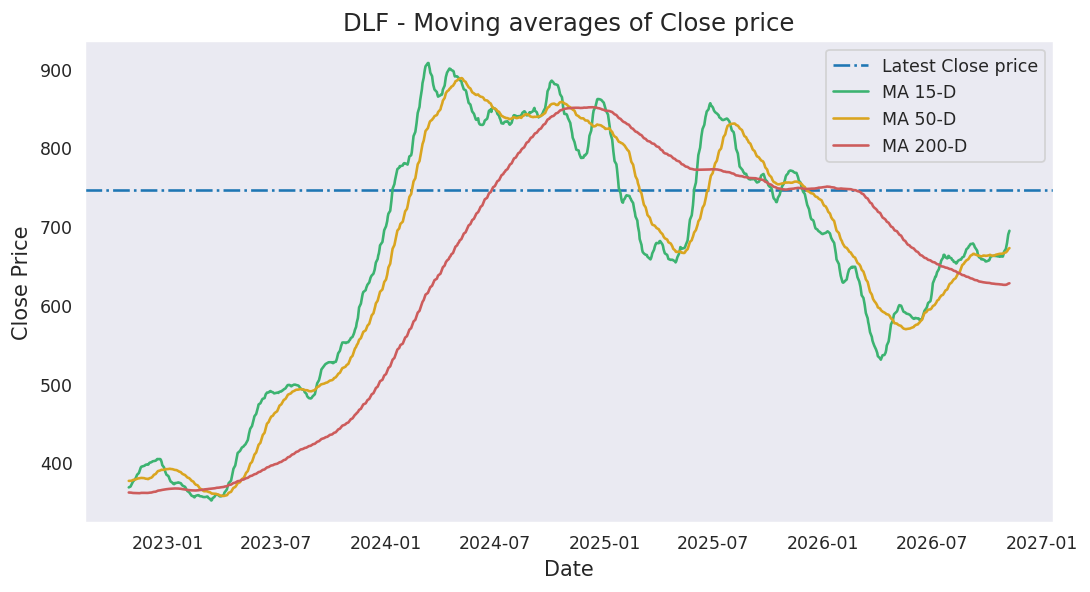 DLF - Moving averages of Close price
Latest Close price
MA 15-D
MA 50-D
MA 200-D
Close Price
900
800
700
600
500
400
2023-01 2023-07 2024-01 2024-07 2025-01 2025-07 2026-01 2026-07 2027-01
Date